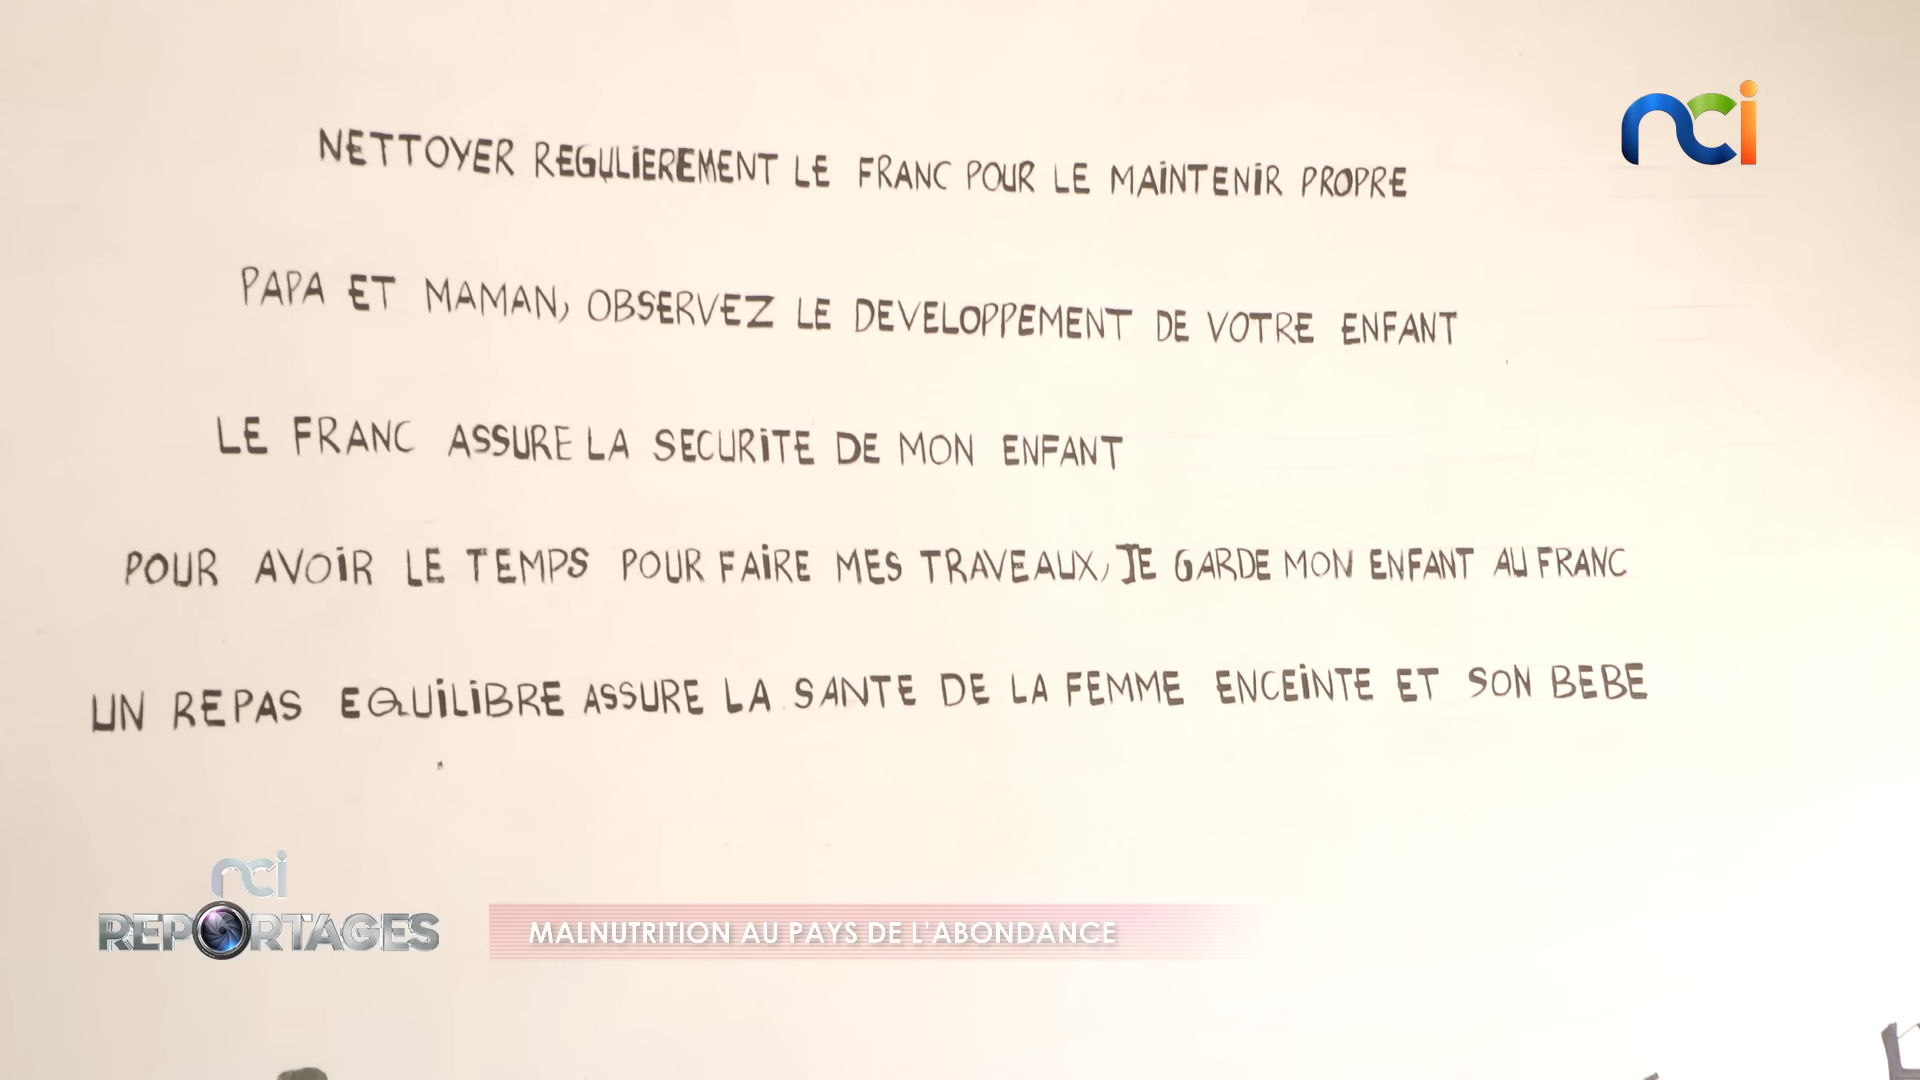 nci
NETTOYER REGULIEREMENT LE FRANC POUR LE MAINTENIR PROPRE
PAPA ET MAMAN, OBSERVEZ LE DEVELOPPEMENT DE VOTRE ENFANT
LE FRANC ASSURE LA SECURITE DE MON ENFANT
POUR AVOIR LE TEMPS POUR FAIRE MES TRAVEAUX, JE GARDE MON ENFANT AU FRANC
UN REPAS EQUILIBRE ASSURE LA SANTE DE LA FEMME ENCEINTE ET SON BEBE
nci
REPORTAGES
MALNUTRITION AU PAYS DE L'ABONDANCE